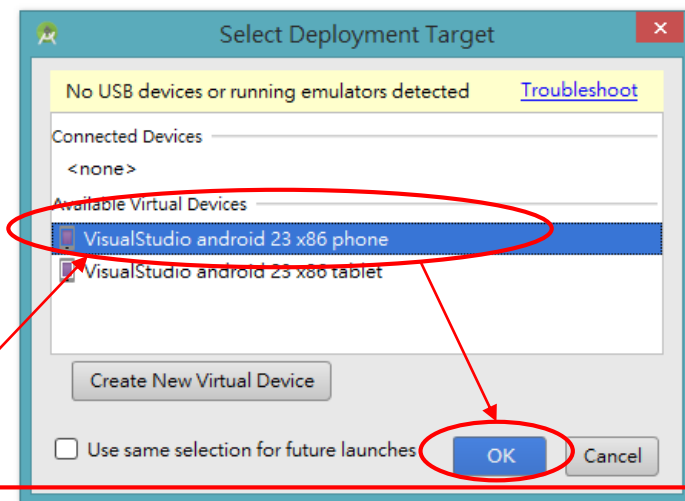 Select Deployment Target
No USB devices or running emulators detected Troubleshoot
Connected Devices
<none>
Available Virtual Devices
VisualStudio android 23 x86 phone
VisualStudio android 23 x86 tablet
Create New Virtual Device
Use same selection for future launches OK Cancel